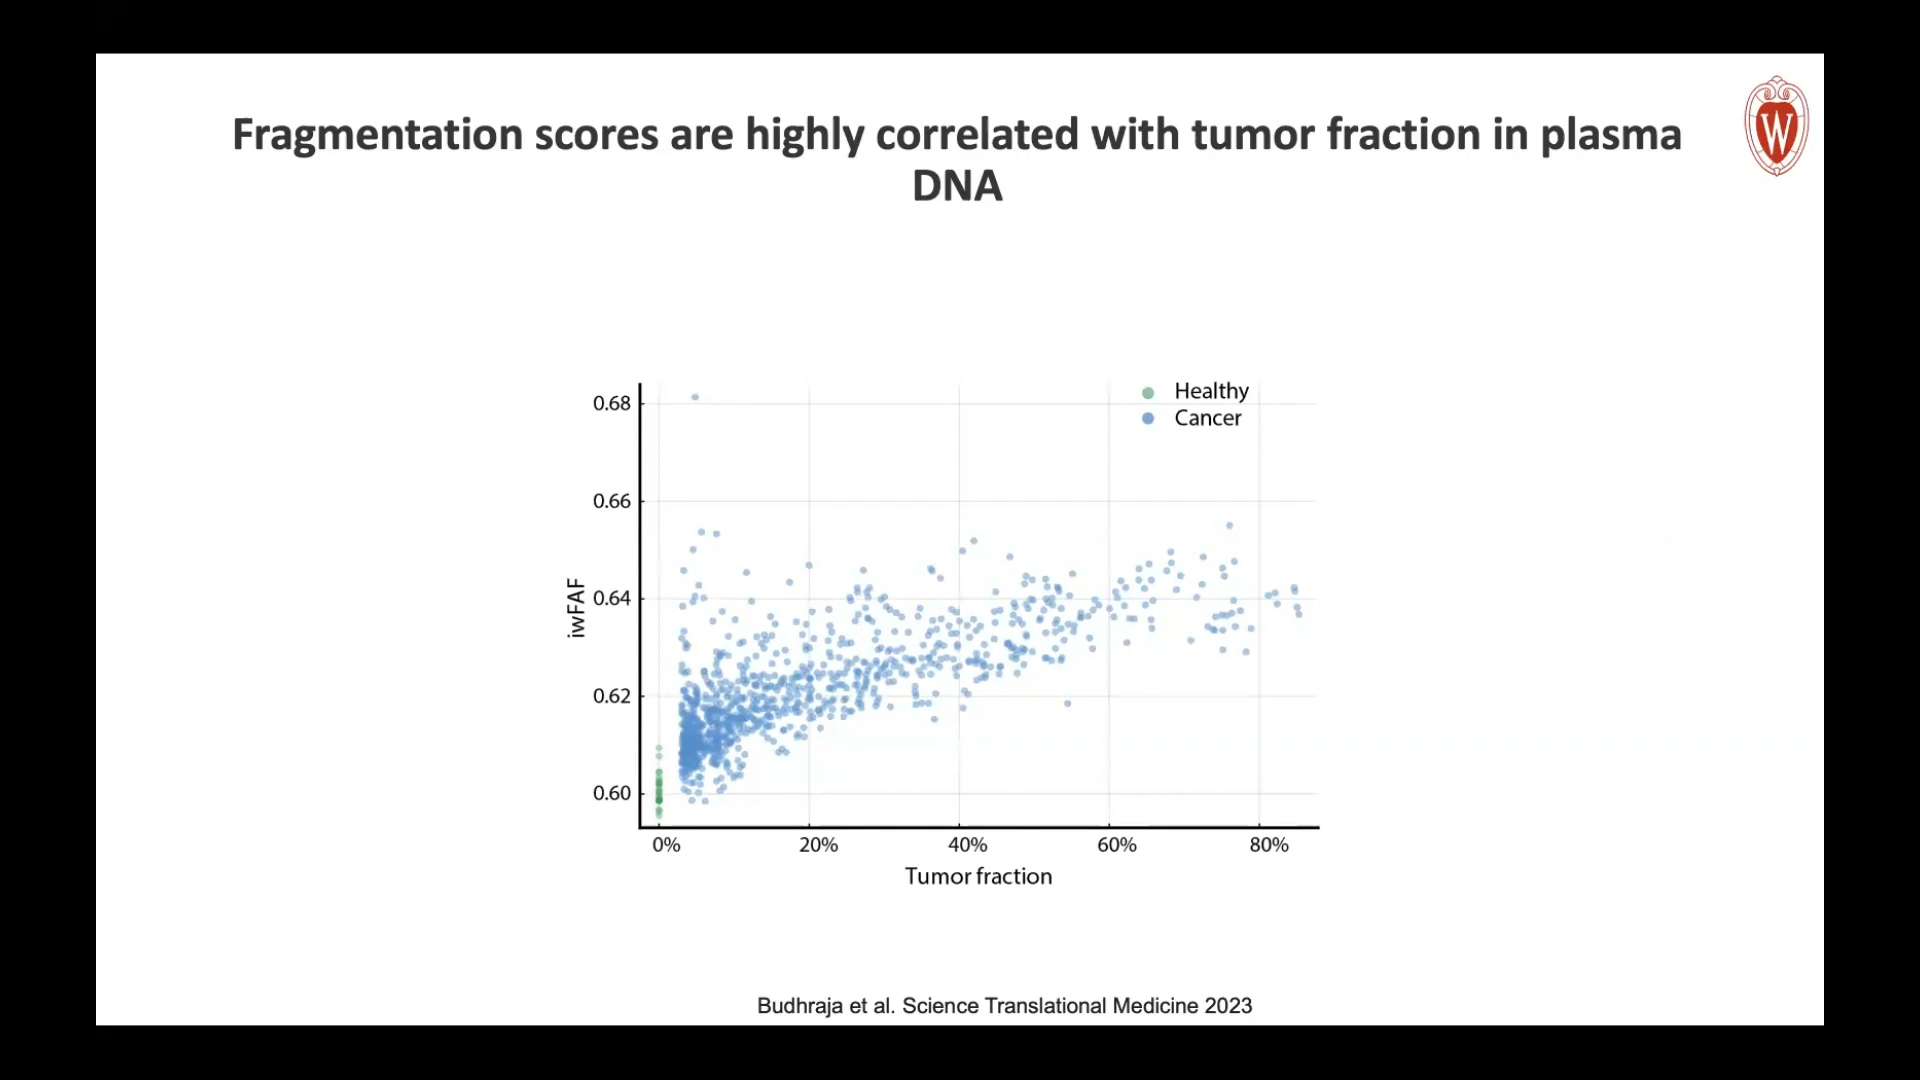 Fragmentation scores are highly correlated with tumor fraction in plasma
DNA
W
Healthy
Cancer
0.68
0.66
0.64
0.62
0.60
iwFAF
0%
20%
40%
60%
80%
Tumor fraction
Budhraja et al. Science Translational Medicine 2023